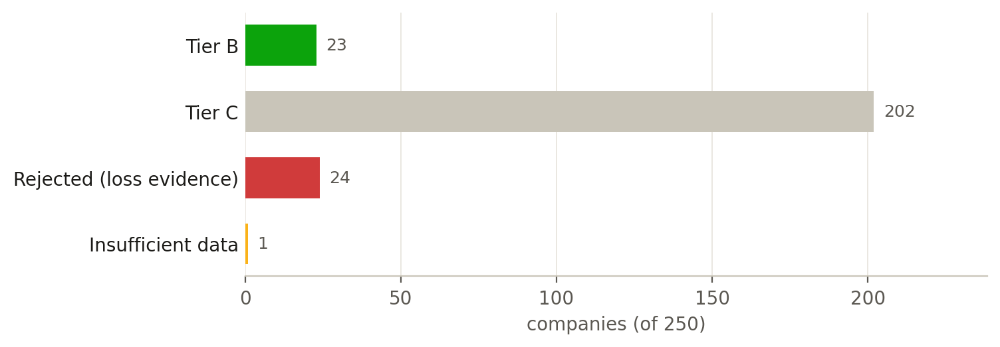 Tier B
23
Tier C
202
Rejected (loss evidence)
24
Insufficient data
1
0 50 100 150 200
companies (of 250)